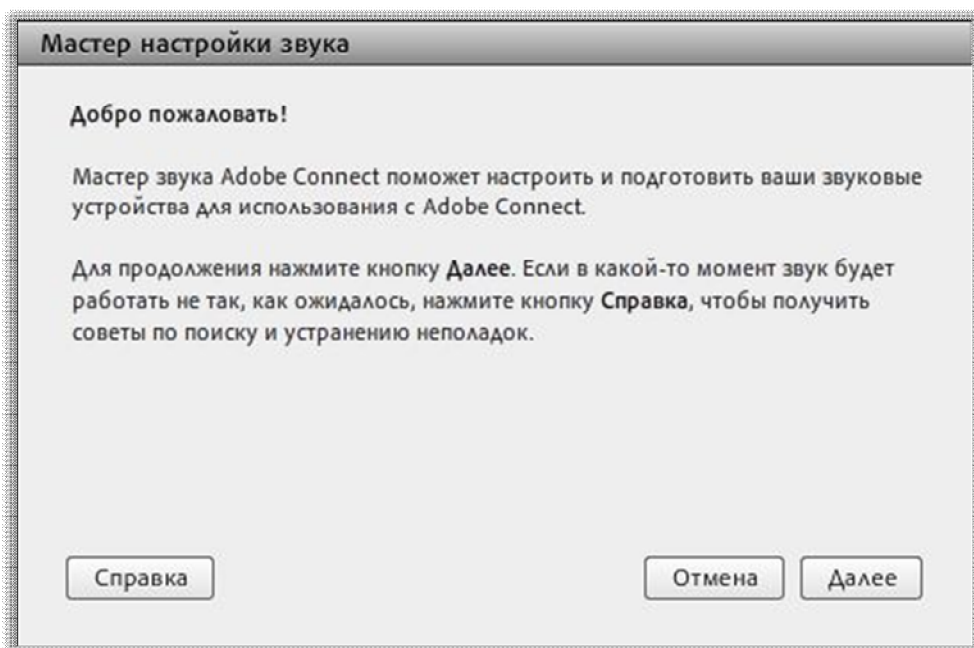 Мастер настройки звука
Добро пожаловать!
Мастер звука Adobe Connect поможет настроить и подготовить ваши звуковые
устройства для использования с Adobe Connect.
Для продолжения нажмите кнопку Далее. Если в какой-то момент звук будет
работать не так, как ожидалось, нажмите кнопку Справка, чтобы получить
советы по поиску и устранению неполадок.
Справка
Отмена
Далее